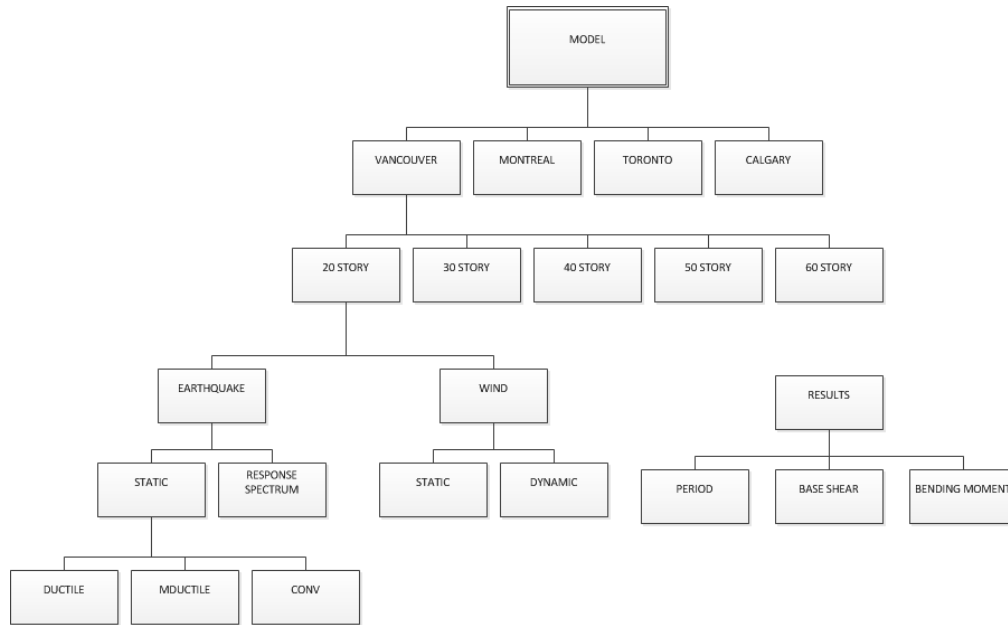 MODEL
VANCOUVER
MONTREAL
TORONTO
CALGARY
20 STORY
30 STORY
40 STORY
50 STORY
60 STORY
EARTHQUAKE
WIND
RESULTS
STATIC
RESPONSE
SPECTRUM
STATIC
DYNAMIC
PERIOD
BASE SHEAR
BENDING MOMENT
DUCTILE
MDUCTILE
CONV